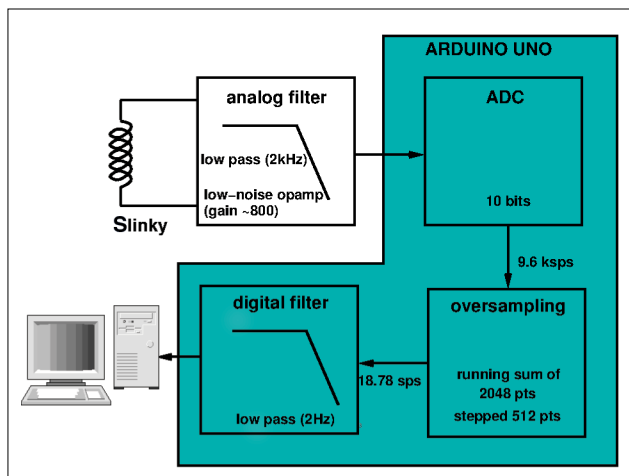 ARDUINO UNO
analog filter
low pass (2kHz)
low-noise opamp
(gain ~800)
Slinky
ADC
10 bits
9.6 ksps
oversampling
running sum of
2048 pts
stepped 512 pts
18.78 sps
digital filter
low pass (2Hz)